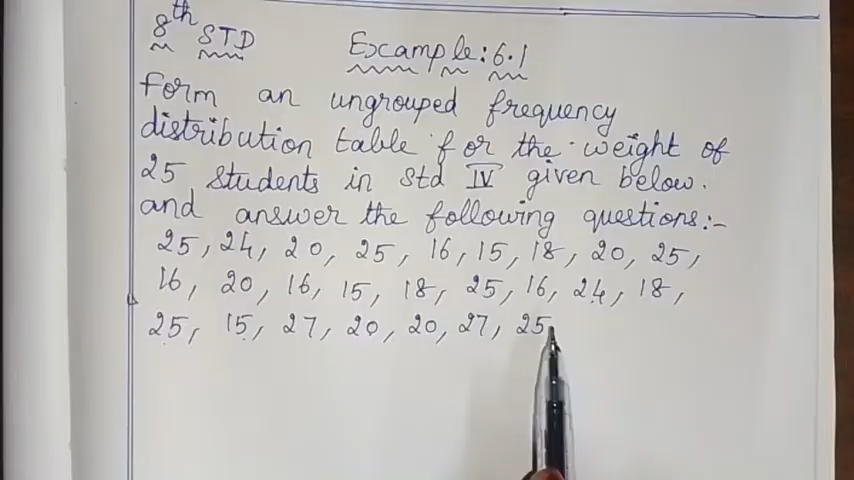 8th STD Example: 6.1
Form an ungrouped frequency
distribution table for the weight of
25 students in Std IV given below.
and answer the following questions:-
25, 24, 20, 25, 16, 15, 18, 20, 25,
16, 20, 16, 15, 18, 25, 16, 24, 18,
25, 15, 27, 20, 20, 27, 25